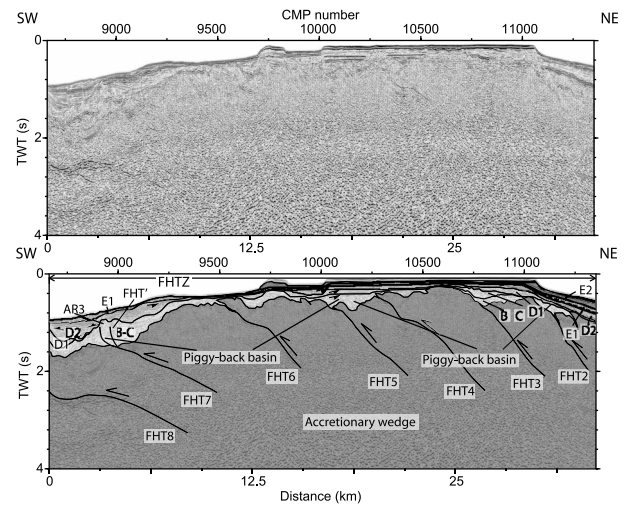 SW CMP number NE
9000 9500 10000 10500 11000
0
2
4
TWT (s)
0 12.5 25
SW NE
9000 9500 10000 10500 11000
0
2
4
TWT (s)
FHTZ
AR3 E1 FHT' E2
D2 B-C B C D1 D2
D1 E1
Piggy-back basin Piggy-back basin
FHT6 FHT5 FHT4 FHT3 FHT2
FHT7
Accretionary wedge
FHT8
0 12.5 25
Distance (km)